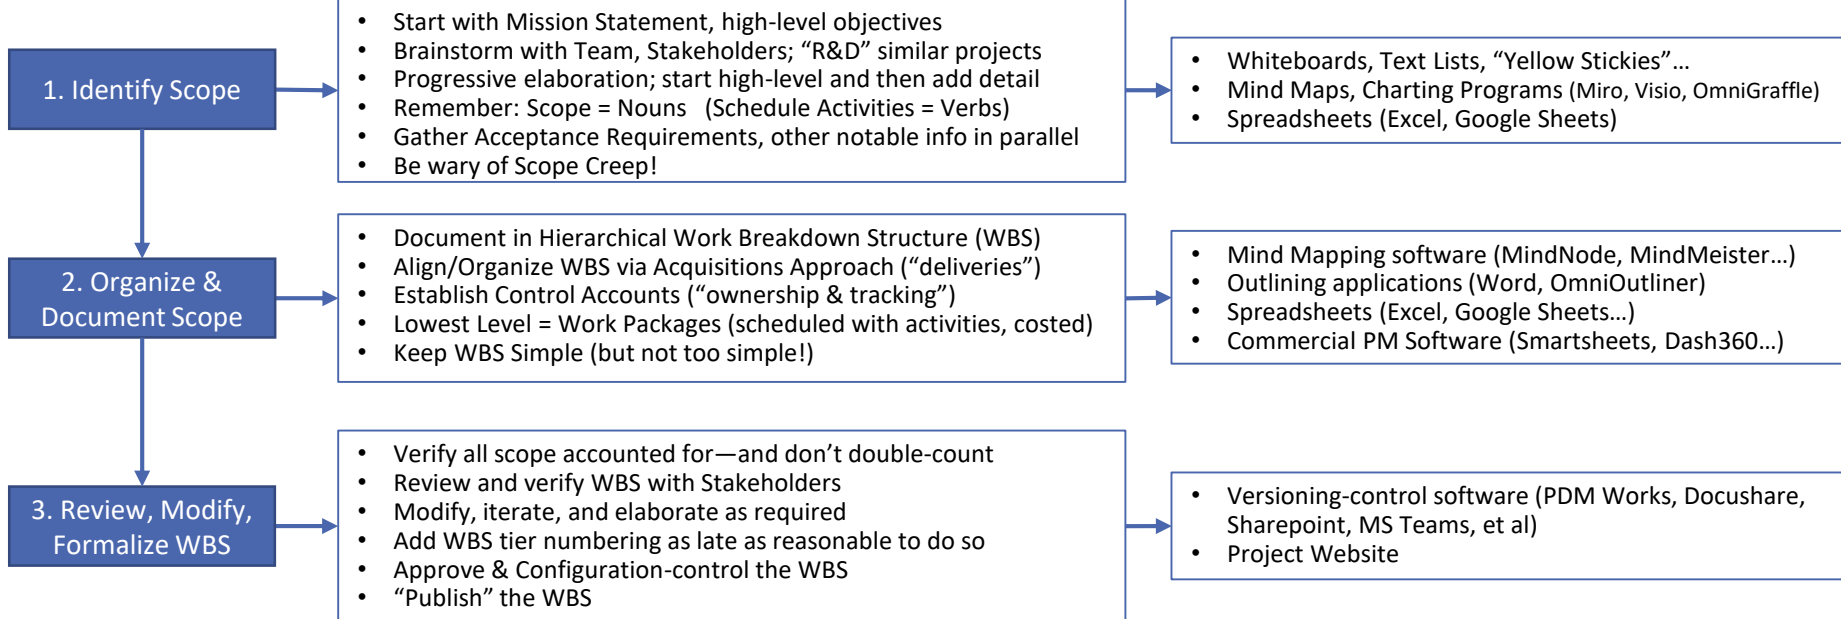 1. Identify Scope
• Start with Mission Statement, high-level objectives
• Brainstorm with Team, Stakeholders; “R&D” similar projects
• Progressive elaboration; start high-level and then add detail
• Remember: Scope = Nouns (Schedule Activities = Verbs)
• Gather Acceptance Requirements, other notable info in parallel
• Be wary of Scope Creep!
• Whiteboards, Text Lists, “Yellow Stickies”…
• Mind Maps, Charting Programs (Miro, Visio, OmniGraffle)
• Spreadsheets (Excel, Google Sheets)
2. Organize &
Document Scope
• Document in Hierarchical Work Breakdown Structure (WBS)
• Align/Organize WBS via Acquisitions Approach (“deliveries”)
• Establish Control Accounts (“ownership & tracking”)
• Lowest Level = Work Packages (scheduled with activities, costed)
• Keep WBS Simple (but not too simple!)
• Mind Mapping software (MindNode, MindMeister…)
• Outlining applications (Word, OmniOutliner)
• Spreadsheets (Excel, Google Sheets…)
• Commercial PM Software (Smartsheets, Dash360…)
3. Review, Modify,
Formalize WBS
• Verify all scope accounted for—and don’t double-count
• Review and verify WBS with Stakeholders
• Modify, iterate, and elaborate as required
• Add WBS tier numbering as late as reasonable to do so
• Approve & Configuration-control the WBS
• “Publish” the WBS
• Versioning-control software (PDM Works, Docushare,
Sharepoint, MS Teams, et al)
• Project Website